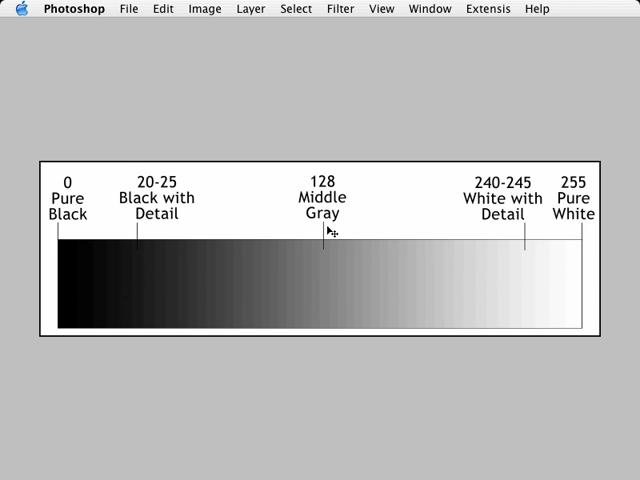 Photoshop File Edit Image Layer Select Filter View Window Extensis Help
0
Pure
Black
20-25
Black with
Detail
128
Middle
Gray
240-245
White with
Detail
255
Pure
White